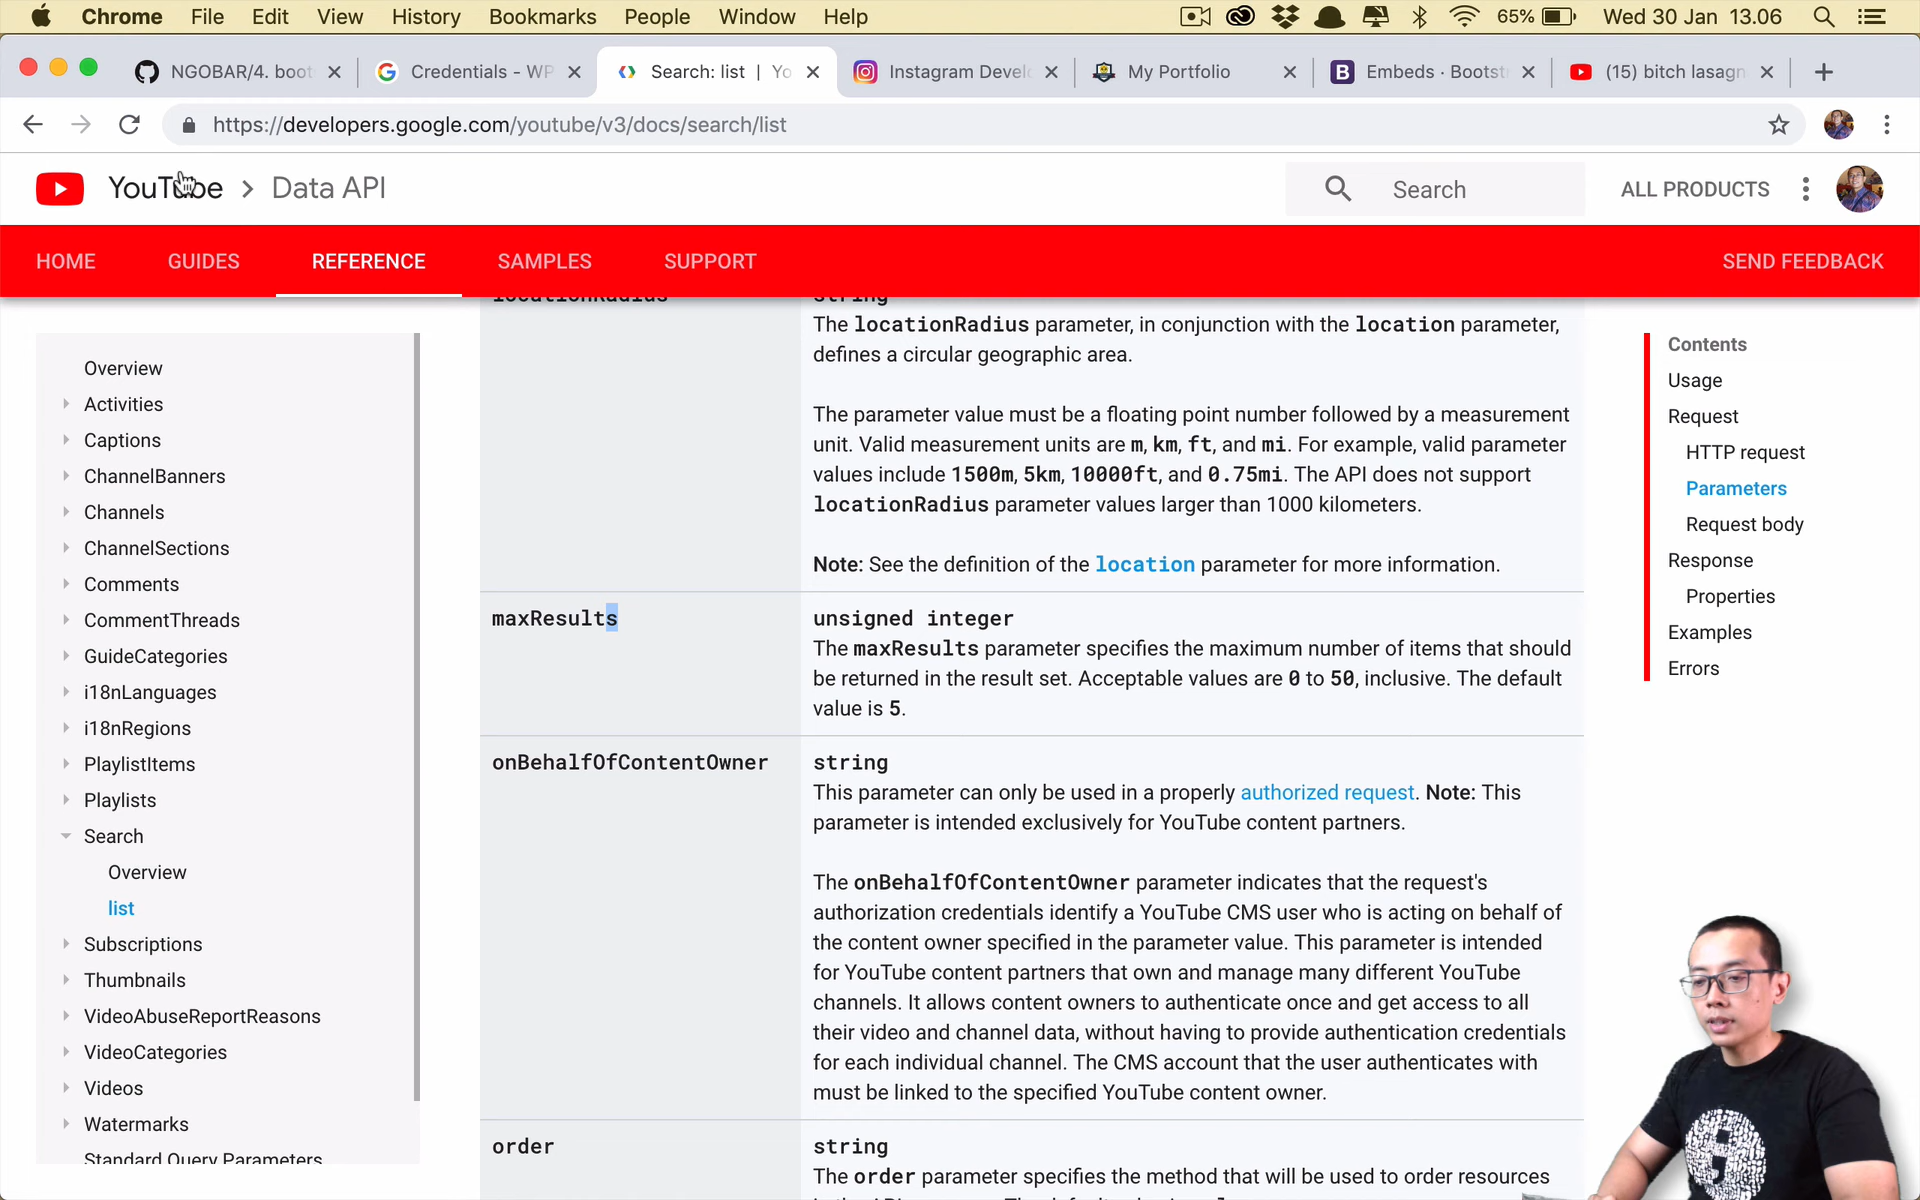 Chrome File Edit View History Bookmarks People Window Help 65% Wed 30 Jan 13.06
NGOBAR/4. boot
Credentials - WP
Search: list | Yo
Instagram Devel
My Portfolio
Embeds · Bootst
(15) bitch lasagn
https://developers.google.com/youtube/v3/docs/search/list
YouTube > Data API
Search
ALL PRODUCTS
HOME GUIDES REFERENCE SAMPLES SUPPORT SEND FEEDBACK
Overview
Activities
Captions
ChannelBanners
Channels
ChannelSections
Comments
CommentThreads
GuideCategories
i18nLanguages
i18nRegions
PlaylistItems
Playlists
Search
Overview
list
Subscriptions
Thumbnails
VideoAbuseReportReasons
VideoCategories
Videos
Watermarks
Standard Query Parameters
locationRadius
string
The locationRadius parameter, in conjunction with the location parameter,
defines a circular geographic area.
The parameter value must be a floating point number followed by a measurement
unit. Valid measurement units are m, km, ft, and mi. For example, valid parameter
values include 1500m, 5km, 10000ft, and 0.75mi. The API does not support
locationRadius parameter values larger than 1000 kilometers.
Note: See the definition of the location parameter for more information.
maxResults
unsigned integer
The maxResults parameter specifies the maximum number of items that should
be returned in the result set. Acceptable values are 0 to 50, inclusive. The default
value is 5.
onBehalfOfContentOwner
string
This parameter can only be used in a properly authorized request. Note: This
parameter is intended exclusively for YouTube content partners.
The onBehalfOfContentOwner parameter indicates that the request's
authorization credentials identify a YouTube CMS user who is acting on behalf of
the content owner specified in the parameter value. This parameter is intended
for YouTube content partners that own and manage many different YouTube
channels. It allows content owners to authenticate once and get access to all
their video and channel data, without having to provide authentication credentials
for each individual channel. The CMS account that the user authenticates with
must be linked to the specified YouTube content owner.
order
string
The order parameter specifies the method that will be used to order resources
Contents
Usage
Request
HTTP request
Parameters
Request body
Response
Properties
Examples
Errors